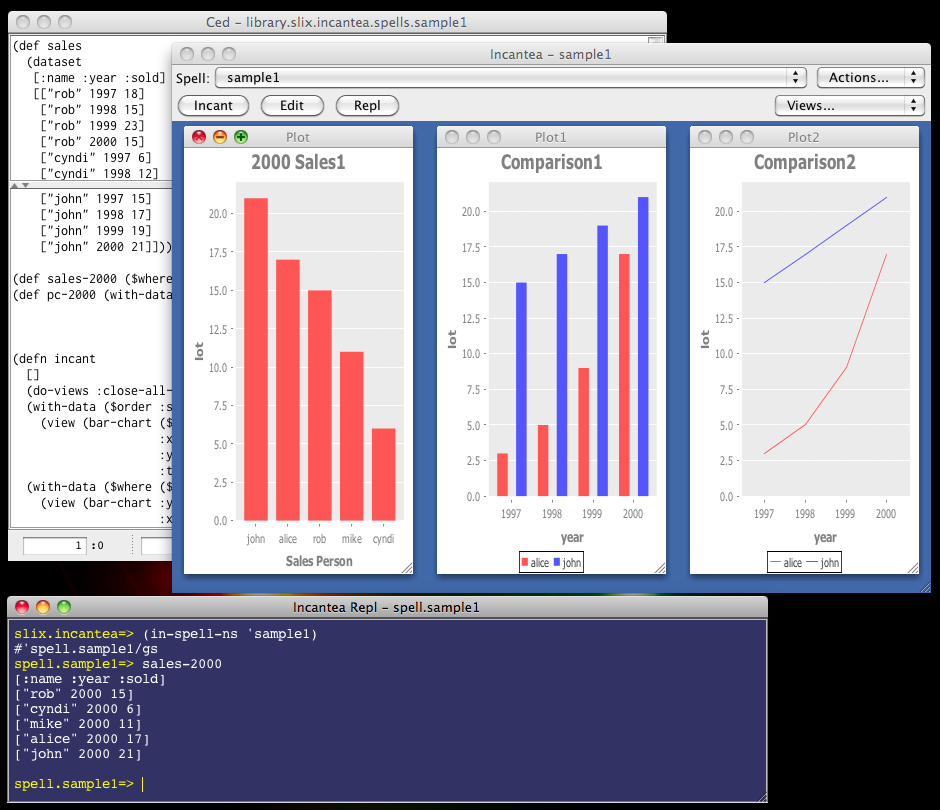 Ced – library.slix.incantea.spells.sample1
(def sales
(dataset
[:name :year :sold]
[["rob" 1997 18]
["rob" 1998 15]
["rob" 1999 23]
["rob" 2000 15]
["cyndi" 1997 6]
["cyndi" 1998 12]
["john" 1997 15]
["john" 1998 17]
["john" 1999 19]
["john" 2000 21]]))
(def sales-2000 ($where
(def pc-2000 (with-data
(defn incant
[]
(do-views :close-all-
(with-data ($order :s
(view (bar-chart ($
:x
:y
:t
(with-data ($where ($
(view (bar-chart :y
:x
1 :0
Incantea – sample1
Spell: sample1 Actions...
Incant Edit Repl Views...
Plot
2000 Sales1
20.0
17.5
15.0
12.5
10.0
7.5
5.0
2.5
0.0
lot
john alice rob mike cyndi
Sales Person
Plot1
Comparison1
20.0
17.5
15.0
12.5
10.0
7.5
5.0
2.5
0.0
lot
1997 1998 1999 2000
year
alice john
Plot2
Comparison2
20.0
17.5
15.0
12.5
10.0
7.5
5.0
2.5
0.0
lot
1997 1998 1999 2000
year
alice john
Incantea Repl – spell.sample1
slix.incantea=> (in-spell-ns 'sample1)
#'spell.sample1/gs
spell.sample1=> sales-2000
[:name :year :sold]
["rob" 2000 15]
["cyndi" 2000 6]
["mike" 2000 11]
["alice" 2000 17]
["john" 2000 21]
spell.sample1=>